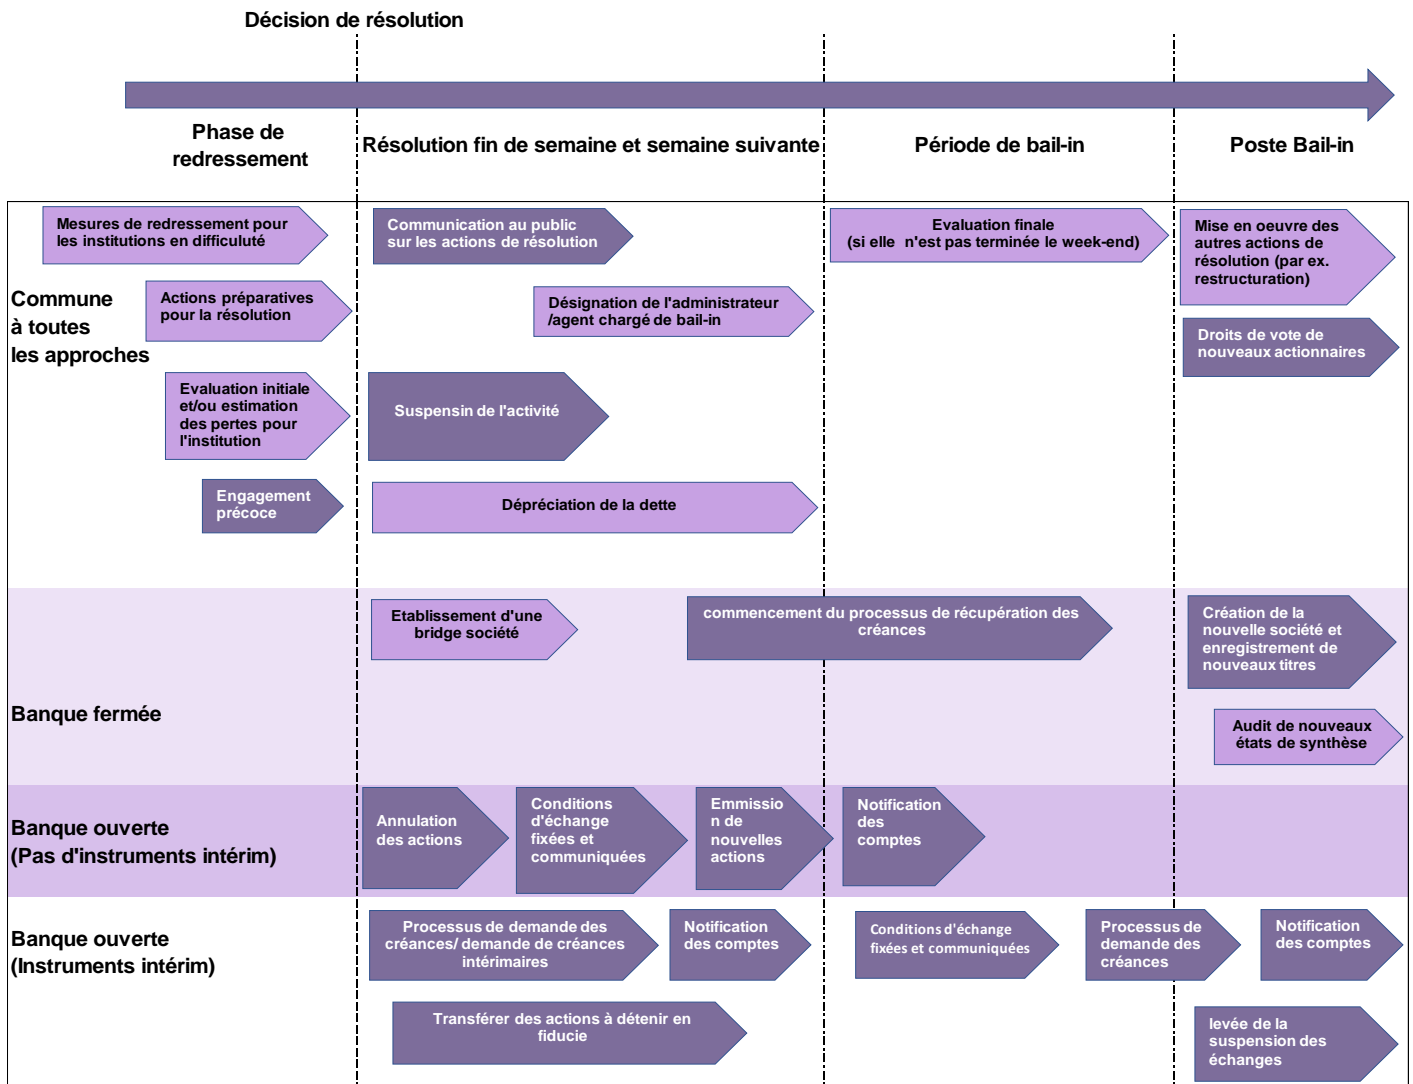 Décision de résolution
Phase de
redressement
Résolution fin de semaine et semaine suivante
Période de bail-in
Poste Bail-in
Commune
à toutes
les approches
Mesures de redressement pour
les institutions en difficuluté
Actions préparatives
pour la résolution
Evaluation initiale
et/ou estimation
des pertes pour
l'institution
Engagement
précoce
Communication au public
sur les actions de résolution
Désignation de l'administrateur
/agent chargé de bail-in
Suspensin de l'activité
Dépréciation de la dette
Evaluation finale
(si elle n'est pas terminée le week-end)
Mise en oeuvre des
autres actions de
résolution (par ex.
restructuration)
Droits de vote de
nouveaux actionnaires
Banque fermée
Etablissement d'une
bridge société
commencement du processus de récupération des
créances
Création de la
nouvelle société et
enregistrement de
nouveaux titres
Audit de nouveaux
états de synthèse
Banque ouverte
(Pas d'instruments intérim)
Annulation
des actions
Conditions
d'échange
fixées et
communiquées
Emmissio
n de
nouvelles
actions
Notification
des
comptes
Banque ouverte
(Instruments intérim)
Processus de demande des
créances/ demande de créances
intérimaires
Notification
des comptes
Conditions d'échange
fixées et communiquées
Processus de
demande des
créances
Notification
des comptes
Transférer des actions à détenir en
fiducie
levée de la
suspension des
échanges